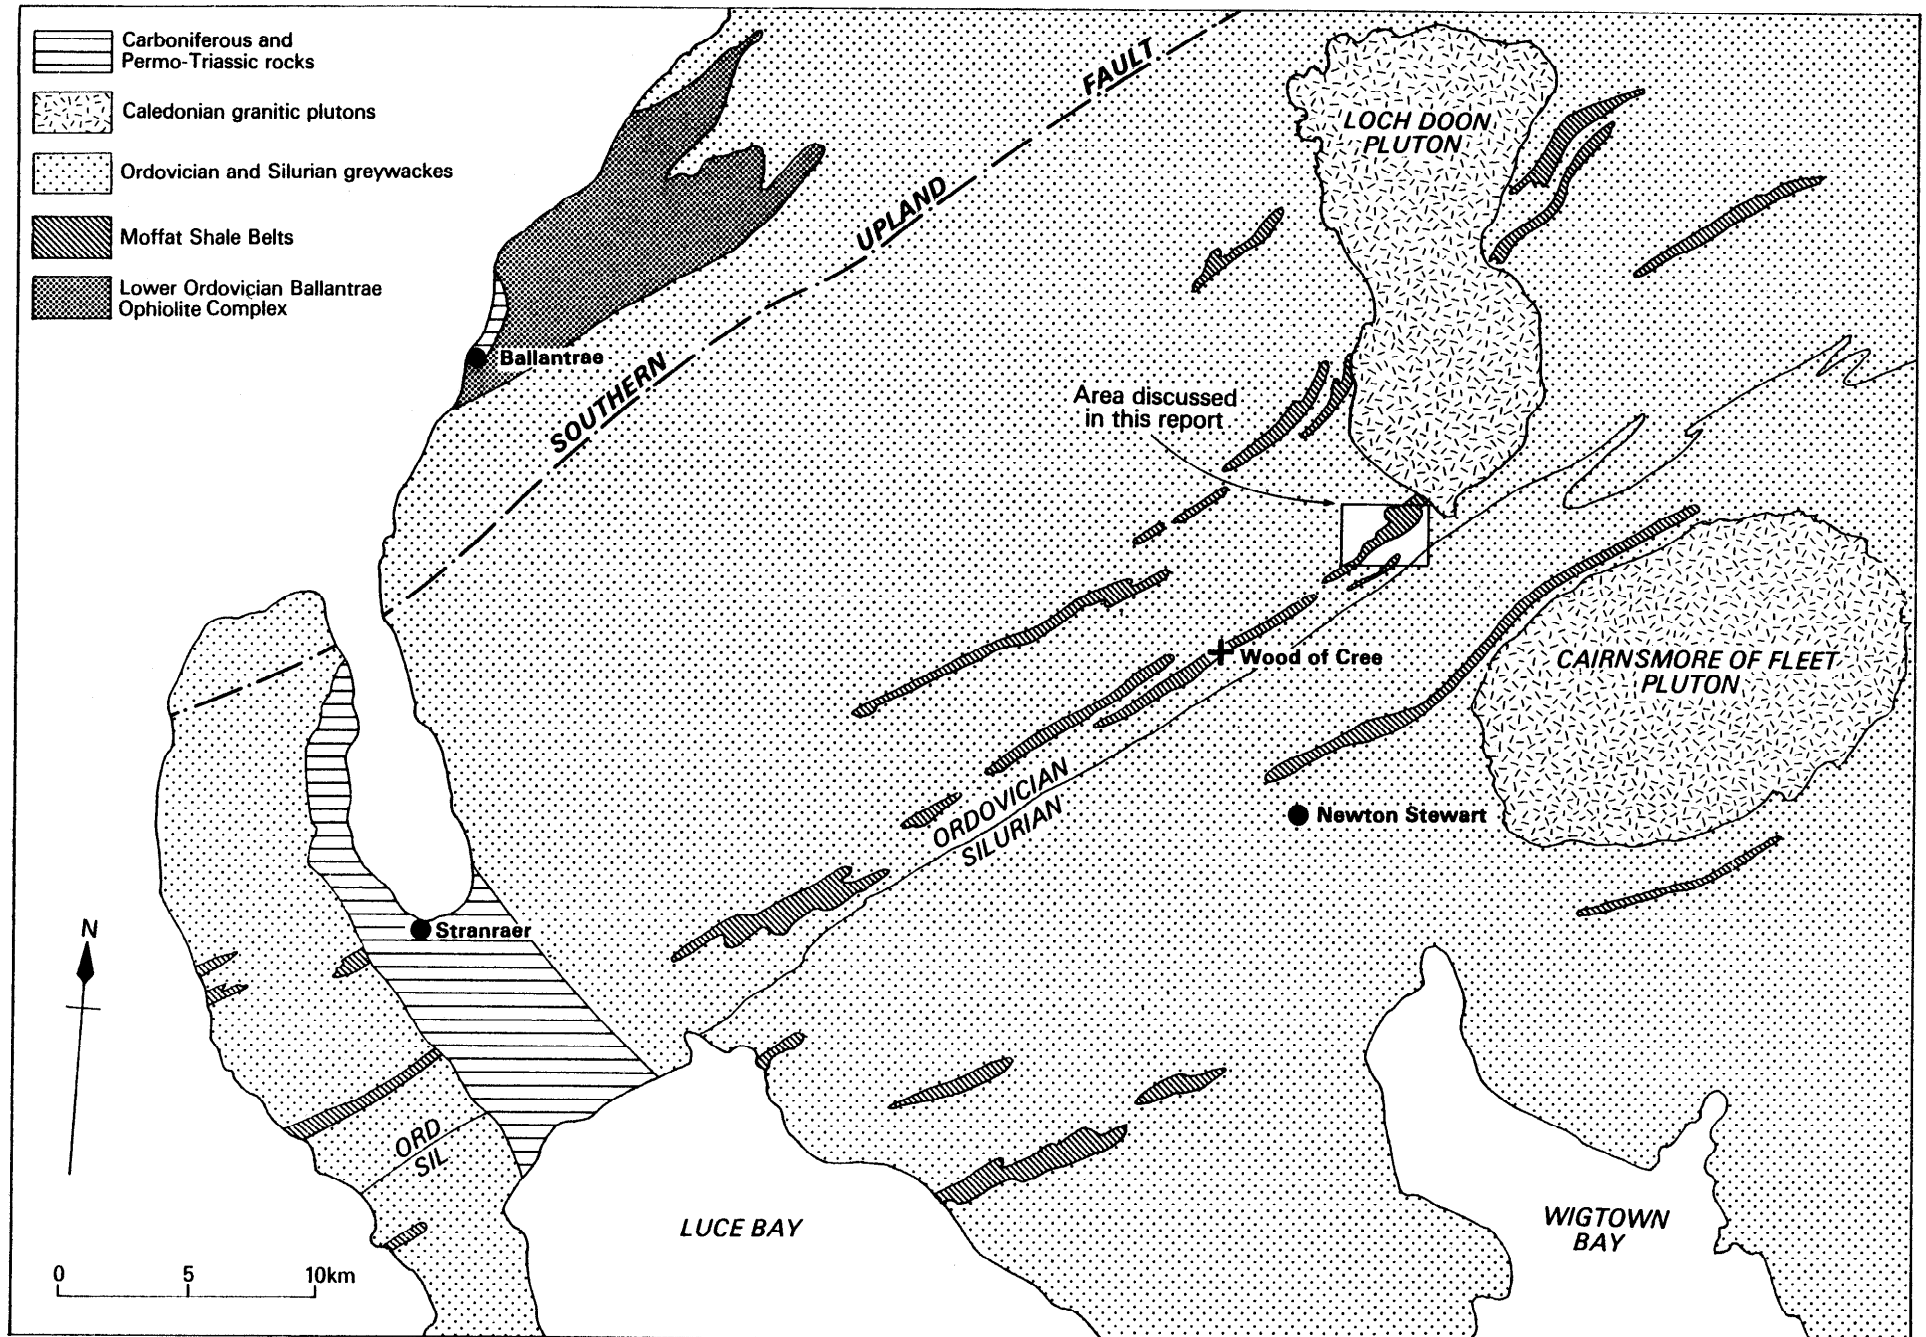 Carboniferous and
Permo-Triassic rocks
Caledonian granitic plutons
Ordovician and Silurian greywackes
Moffat Shale Belts
Lower Ordovician Ballantrae
Ophiolite Complex
FAULT
UPLAND
SOUTHERN
LOCH DOON
PLUTON
Ballantrae
Area discussed
in this report
Wood of Cree
CAIRNSMORE OF FLEET
PLUTON
ORDOVICIAN
SILURIAN
Newton Stewart
N
Stranraer
ORD
SIL
LUCE BAY
WIGTOWN
BAY
0 5 10km